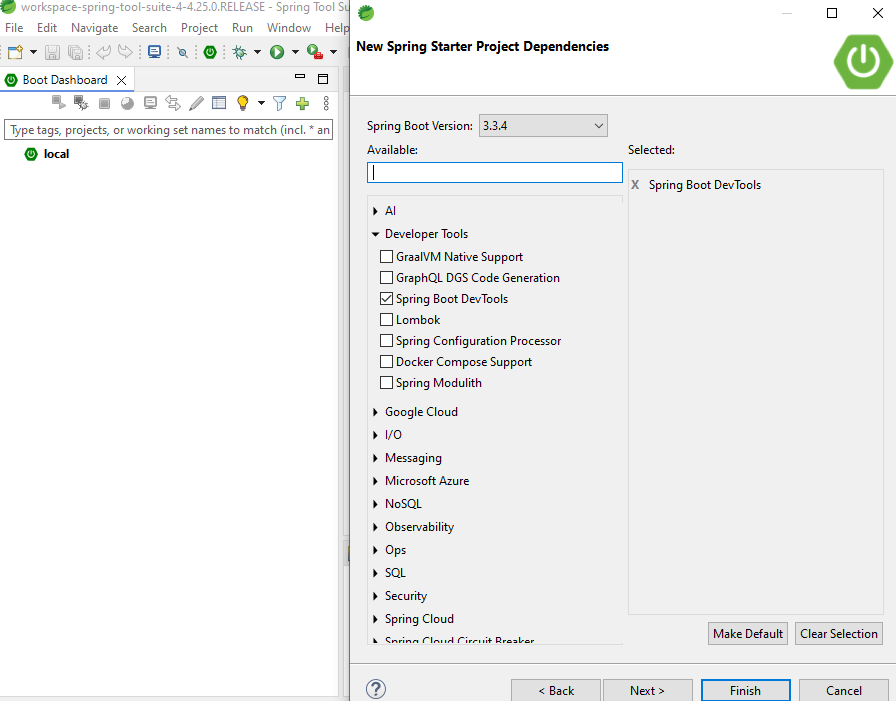 workspace-spring-tool-suite-4-4.25.0.RELEASE - Spring Tool Su
File Edit Navigate Search Project Run Window Help
Boot Dashboard
Type tags, projects, or working set names to match (incl. * an
local
New Spring Starter Project Dependencies
Spring Boot Version: 3.3.4
Available:
Selected:
X Spring Boot DevTools
AI
Developer Tools
GraalVM Native Support
GraphQL DGS Code Generation
Spring Boot DevTools
Lombok
Spring Configuration Processor
Docker Compose Support
Spring Modulith
Google Cloud
I/O
Messaging
Microsoft Azure
NoSQL
Observability
Ops
SQL
Security
Spring Cloud
Spring Cloud Circuit Breaker
Make Default Clear Selection
? < Back Next > Finish Cancel